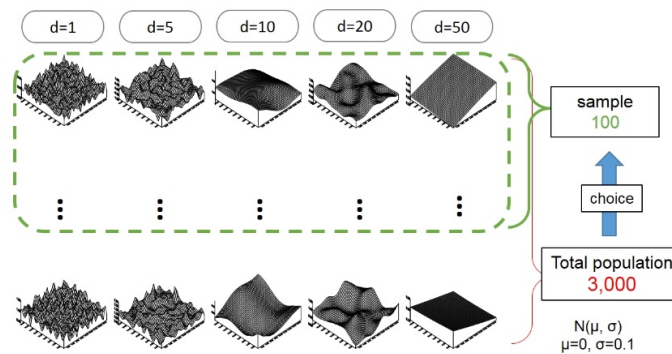 d=1
d=5
d=10
d=20
d=50
sample
100
choice
Total population
3,000
N(μ, σ)
μ=0, σ=0.1